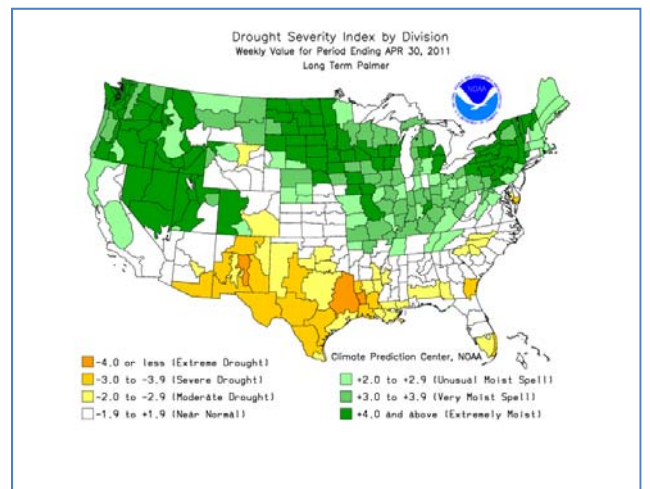 Drought Severity Index by Division
Weekly Value for Period Ending APR 30, 2011
Long Term Palmer
NOAA
-4.0 or less (Extreme Drought)
-3.0 to -3.9 (Severe Drought)
-2.0 to -2.9 (Moderate Drought)
-1.9 to +1.9 (Near Normal)
Climate Prediction Center, NOAA
+2.0 to +2.9 (Unusual Moist Spell)
+3.0 to +3.9 (Very Moist Spell)
+4.0 and above (Extremely Moist)